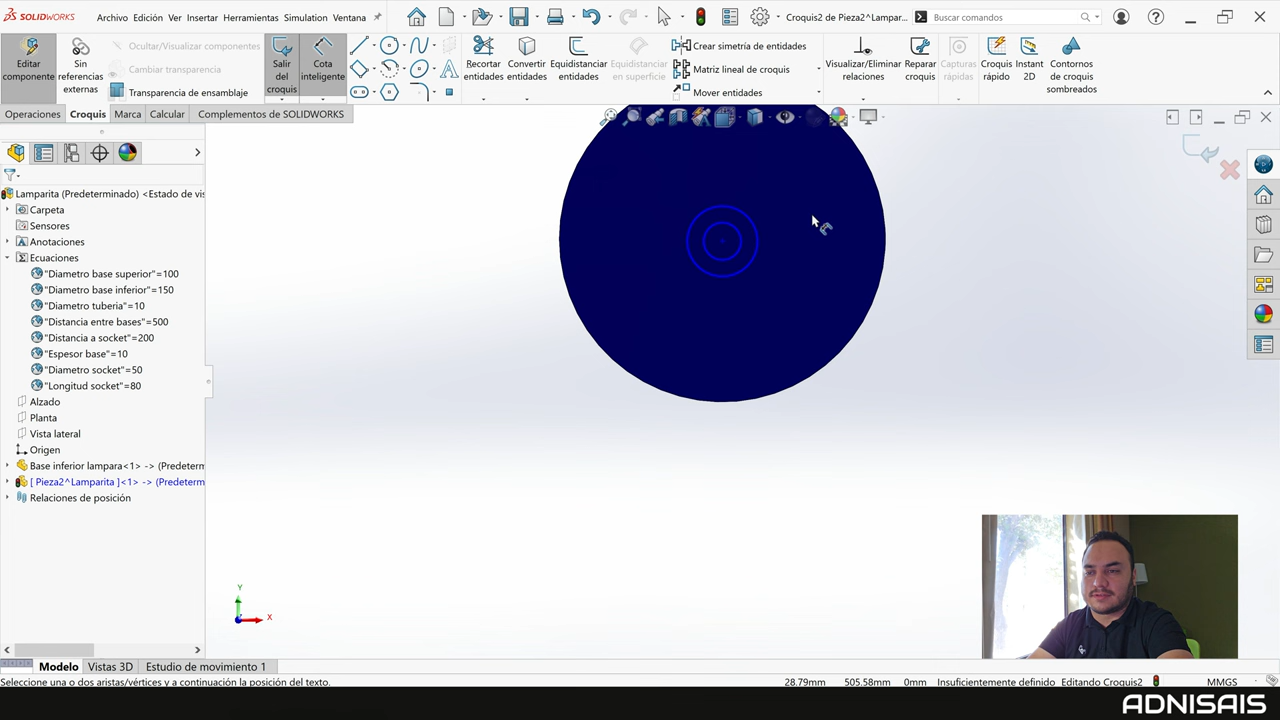 SOLIDWORKS
Archivo Edición Ver Insertar Herramientas Simulation Ventana
Croquis2 de Pieza2^Lampar...
Buscar comandos
Editar componente
Sin referencias externas
Ocultar/Visualizar componentes
Cambiar transparencia
Transparencia de ensamblaje
Salir del croquis
Cota inteligente
Recortar entidades
Convertir entidades
Equidistanciar entidades
Equidistanciar en superficie
Crear simetría de entidades
Matriz lineal de croquis
Mover entidades
Visualizar/Eliminar relaciones
Reparar croquis
Capturas rápidas
Croquis rápido
Instant 2D
Contornos de croquis sombreados
Operaciones Croquis Marca Calcular Complementos de SOLIDWORKS
Lamparita (Predeterminado) <Estado de vis
Carpeta
Sensores
Anotaciones
Ecuaciones
"Diametro base superior"=100
"Diametro base inferior"=150
"Diametro tuberia"=10
"Distancia entre bases"=500
"Distancia a socket"=200
"Espesor base"=10
"Diametro socket"=50
"Longitud socket"=80
Alzado
Planta
Vista lateral
Origen
Base inferior lampara<1> -> (Predeterm
[ Pieza2^Lamparita ]<1> -> (Predeterm
Relaciones de posición
Y
X
Modelo Vistas 3D Estudio de movimiento 1
Seleccione una o dos aristas/vértices y a continuación la posición del texto.
28.79mm 505.58mm 0mm Insuficientemente definido Editando Croquis2 MMGS
ADNISAIS